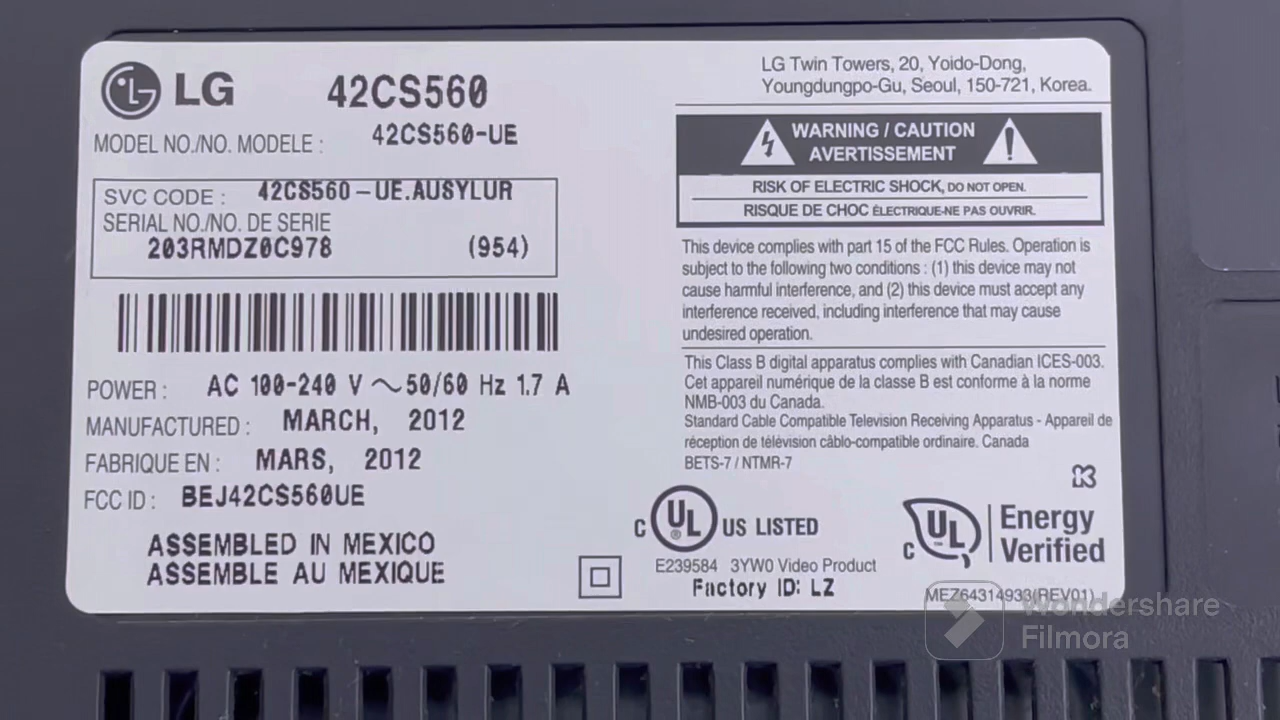 LG 42CS560
MODEL NO./NO. MODELE : 42CS560-UE
SVC CODE : 42CS560-UE.AUSYLUR
SERIAL NO./NO. DE SERIE
203RMDZ0C978 (954)
POWER : AC 100-240 V ～ 50/60 Hz 1.7 A
MANUFACTURED : MARCH, 2012
FABRIQUE EN : MARS, 2012
FCC ID : BEJ42CS560UE
ASSEMBLED IN MEXICO
ASSEMBLE AU MEXIQUE
LG Twin Towers, 20, Yoido-Dong,
Youngdungpo-Gu, Seoul, 150-721, Korea.
WARNING / CAUTION
AVERTISSEMENT
RISK OF ELECTRIC SHOCK, DO NOT OPEN.
RISQUE DE CHOC ÉLECTRIQUE-NE PAS OUVRIR.
This device complies with part 15 of the FCC Rules. Operation is
subject to the following two conditions : (1) this device may not
cause harmful interference, and (2) this device must accept any
interference received, including interference that may cause
undesired operation.
This Class B digital apparatus complies with Canadian ICES-003.
Cet appareil numérique de la classe B est conforme à la norme
NMB-003 du Canada.
Standard Cable Compatible Television Receiving Apparatus - Appareil de
réception de télévision câblo-compatible ordinaire. Canada
BETS-7 / NTMR-7
C UL US LISTED
E239584 3YW0 Video Product
Factory ID: LZ
C UL Energy
Verified
MEZ64314933(REV01)
Wondershare
Filmora